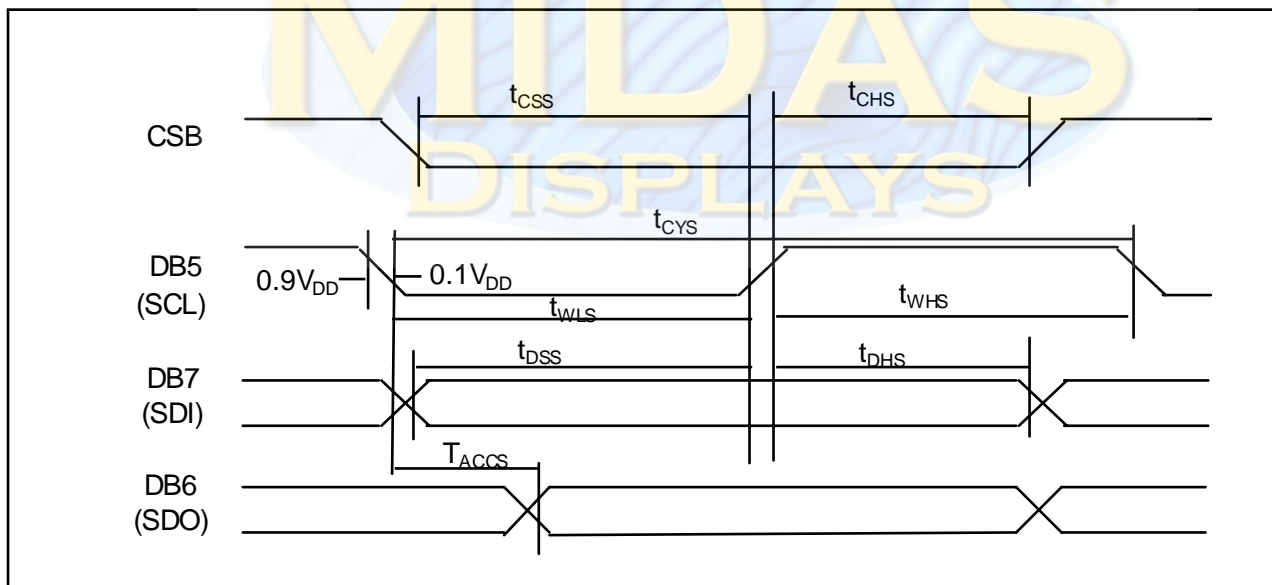 MIDAS
DISPLAYS
tCSS
tCHS
CSB
tCYS
DB5
(SCL)
0.9VDD
0.1VDD
tWLS
tWHS
tDSS
tDHS
DB7
(SDI)
TACCS
DB6
(SDO)